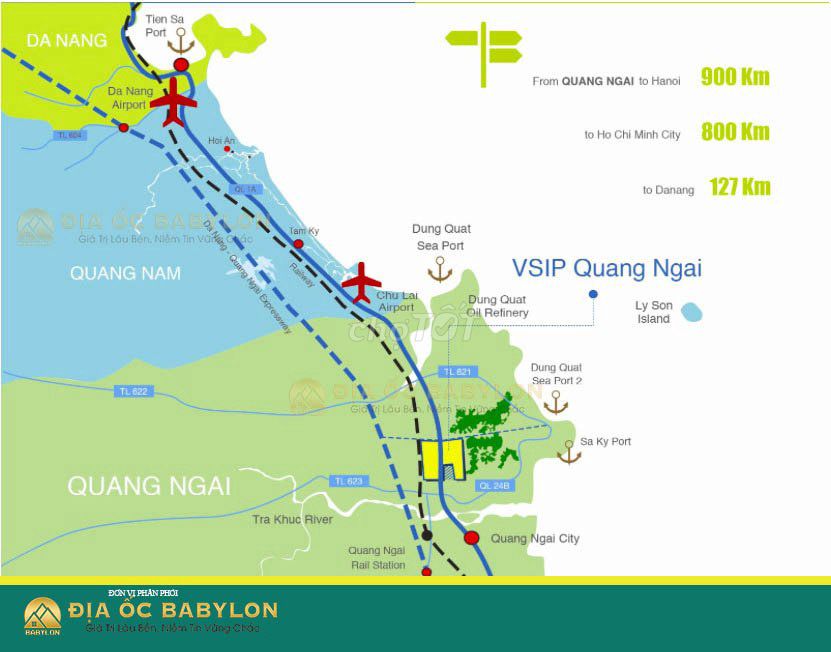 Tien Sa
Port
DA NANG
From QUANG NGAI to Hanoi 900 Km
Da Nang
Airport
TL 604
to Ho Chi Minh City 800 Km
Hoi An
QL 1A
to Danang 127 Km
ĐỊA ỐC BABYLON
Giá Trị Lâu Bền, Niềm Tin Vững Chắc
Tam Ky
Dung Quat
Sea Port
Da Nang - Quang Ngai Expressway
Railway
QUANG NAM
VSIP Quang Ngai
Chu Lai
Airport
Dung Quat
Oil Refinery
Ly Son
Island
chợTỐT
TL 621
Dung Quat
Sea Port 2
TL 622
ĐỊA ỐC BABYLON
Giá Trị Lâu Bền, Niềm Tin Vững Chắc
Sa Ky Port
QUANG NGAI
TL 623
QL 24B
Tra Khuc River
Quang Ngai City
Quang Ngai
Rail Station
ĐƠN VỊ PHÂN PHỐI
ĐỊA ỐC BABYLON
BABYLON
Giá Trị Lâu Bền, Niềm Tin Vững Chắc